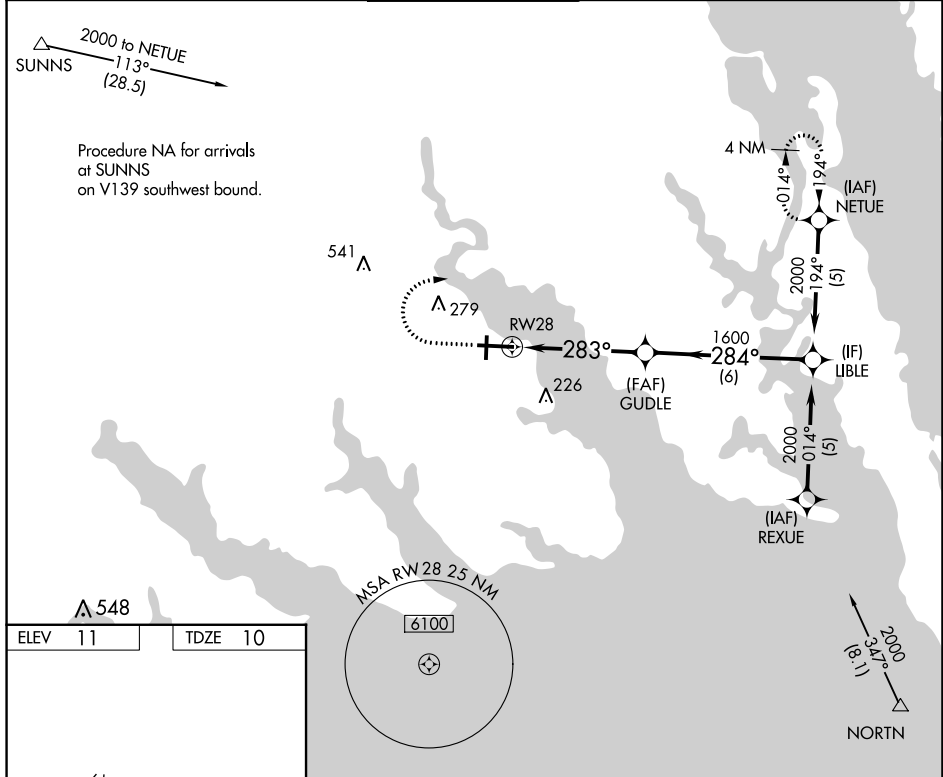 2000 to NETUE
113°
(28.5)
SUNNS
Procedure NA for arrivals
at SUNNS
on V139 southwest bound.
4 NM
014°
194°
(IAF)
NETUE
2000
194°
(5)
541
279
RW28
283°
1600
284°
(6)
(IF)
LIBLE
(FAF)
GUDLE
226
2000
014°
(5)
(IAF)
REXUE
MSA RW 28 25 NM
6100
548
ELEV 11
TDZE 10
2000
347°
(8.1)
NORTN